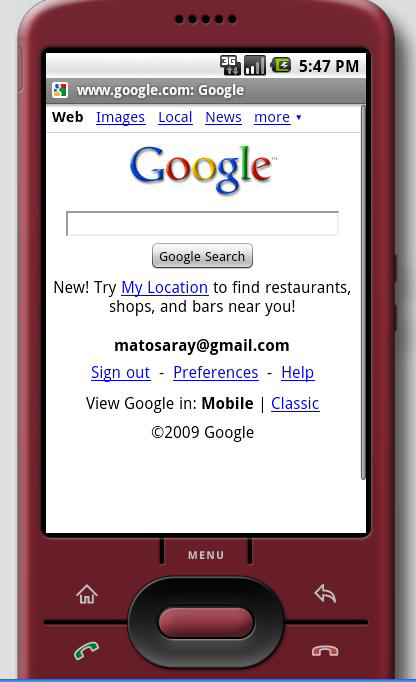 3G 5:47 PM
www.google.com: Google
Web Images Local News more ▾
Google™
Google Search
New! Try My Location to find restaurants,
shops, and bars near you!
matosaray@gmail.com
Sign out - Preferences - Help
View Google in: Mobile | Classic
©2009 Google
MENU